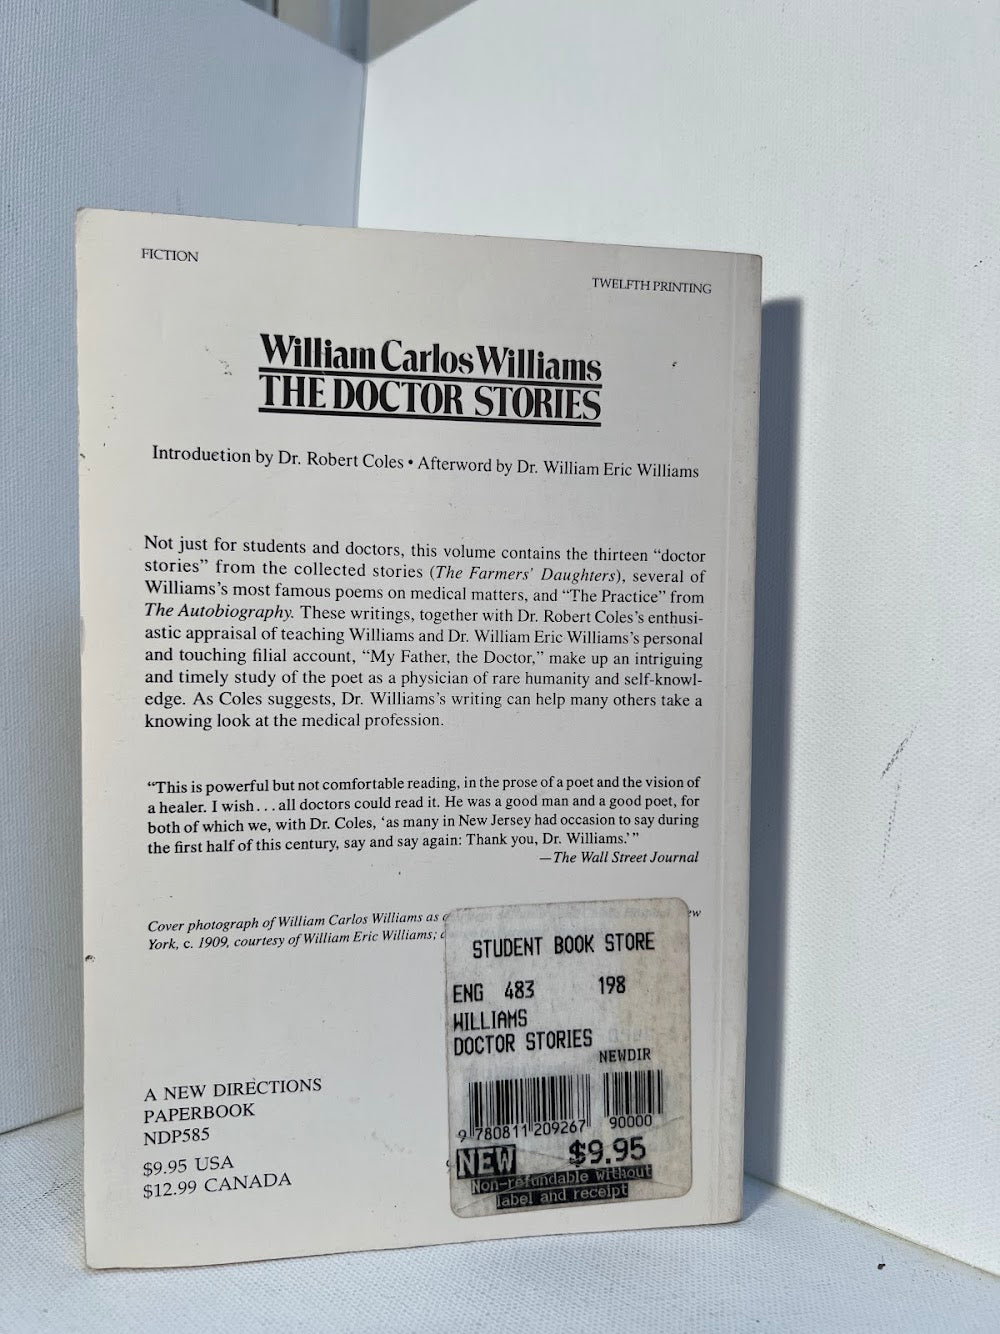 FICTION
TWELFTH PRINTING
William Carlos Williams
THE DOCTOR STORIES
Introduction by Dr. Robert Coles • Afterword by Dr. William Eric Williams
Not just for students and doctors, this volume contains the thirteen “doctor
stories” from the collected stories (The Farmers' Daughters), several of
Williams's most famous poems on medical matters, and “The Practice” from
The Autobiography. These writings, together with Dr. Robert Coles's enthusi-
astic appraisal of teaching Williams and Dr. William Eric Williams's personal
and touching filial account, “My Father, the Doctor,” make up an intriguing
and timely study of the poet as a physician of rare humanity and self-knowl-
edge. As Coles suggests, Dr. Williams's writing can help many others take a
knowing look at the medical profession.
“This is powerful but not comfortable reading, in the prose of a poet and the vision of
a healer. I wish . . . all doctors could read it. He was a good man and a good poet, for
both of which we, with Dr. Coles, ‘as many in New Jersey had occasion to say during
the first half of this century, say and say again: Thank you, Dr. Williams.’”
—The Wall Street Journal
Cover photograph of William Carlos Williams as
York, c. 1909, courtesy of William Eric Williams;
STUDENT BOOK STORE
ENG 483 198
WILLIAMS
DOCTOR STORIES
NEWDIR
9 780811 209267 90000
NEW $9.95
Non-refundable without
label and receipt
A NEW DIRECTIONS
PAPERBOOK
NDP585
$9.95 USA
$12.99 CANADA